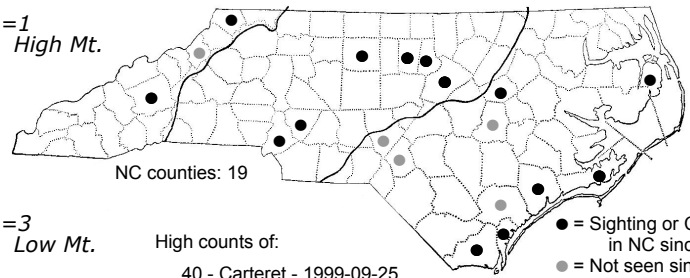 =1
High Mt.
NC counties: 19
=3
Low Mt.
High counts of:
40 - Carteret - 1999-09-25
● = Sighting or C
in NC sinc
● = Not seen sin